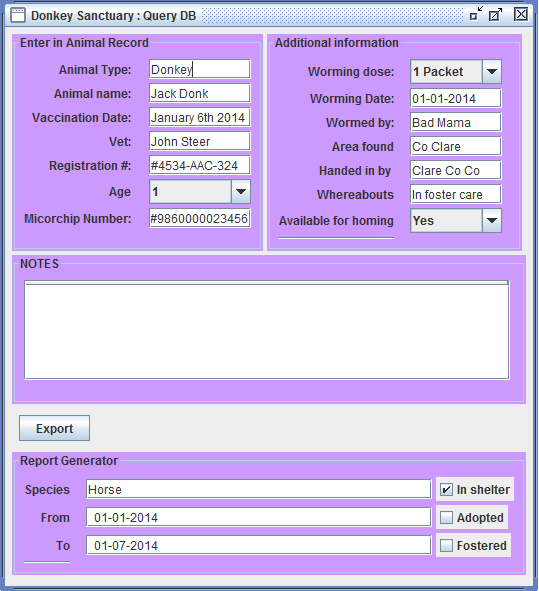 Donkey Sanctuary : Query DB
Enter in Animal Record
Animal Type: Donkey
Animal name: Jack Donk
Vaccination Date: January 6th 2014
Vet: John Steer
Registration #: #4534-AAC-324
Age 1
Micorchip Number: #9860000023456
Additional information
Worming dose: 1 Packet
Worming Date: 01-01-2014
Wormed by: Bad Mama
Area found Co Clare
Handed in by Clare Co Co
Whereabouts In foster care
Available for homing Yes
NOTES
Export
Report Generator
Species Horse In shelter
From 01-01-2014 Adopted
To 01-07-2014 Fostered